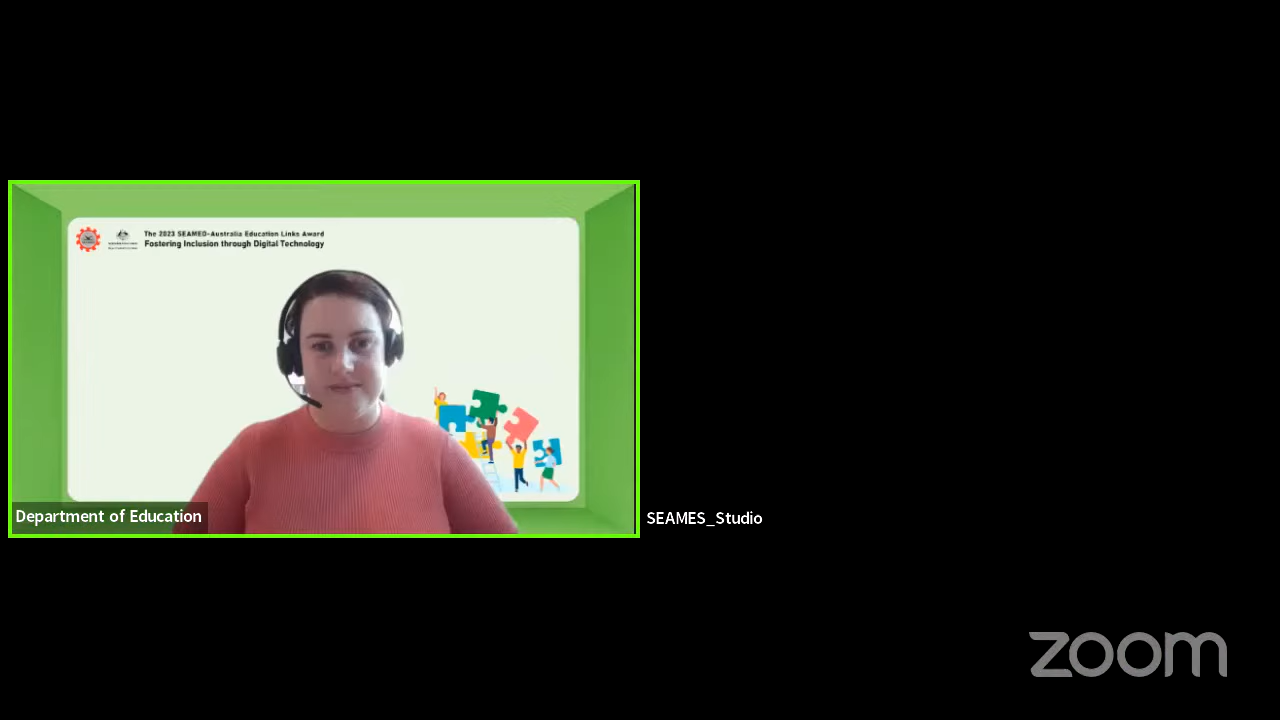 The 2023 SEAMEO-Australia Education Links Award
Fostering Inclusion through Digital Technology
Department of Education
SEAMES_Studio
zoom